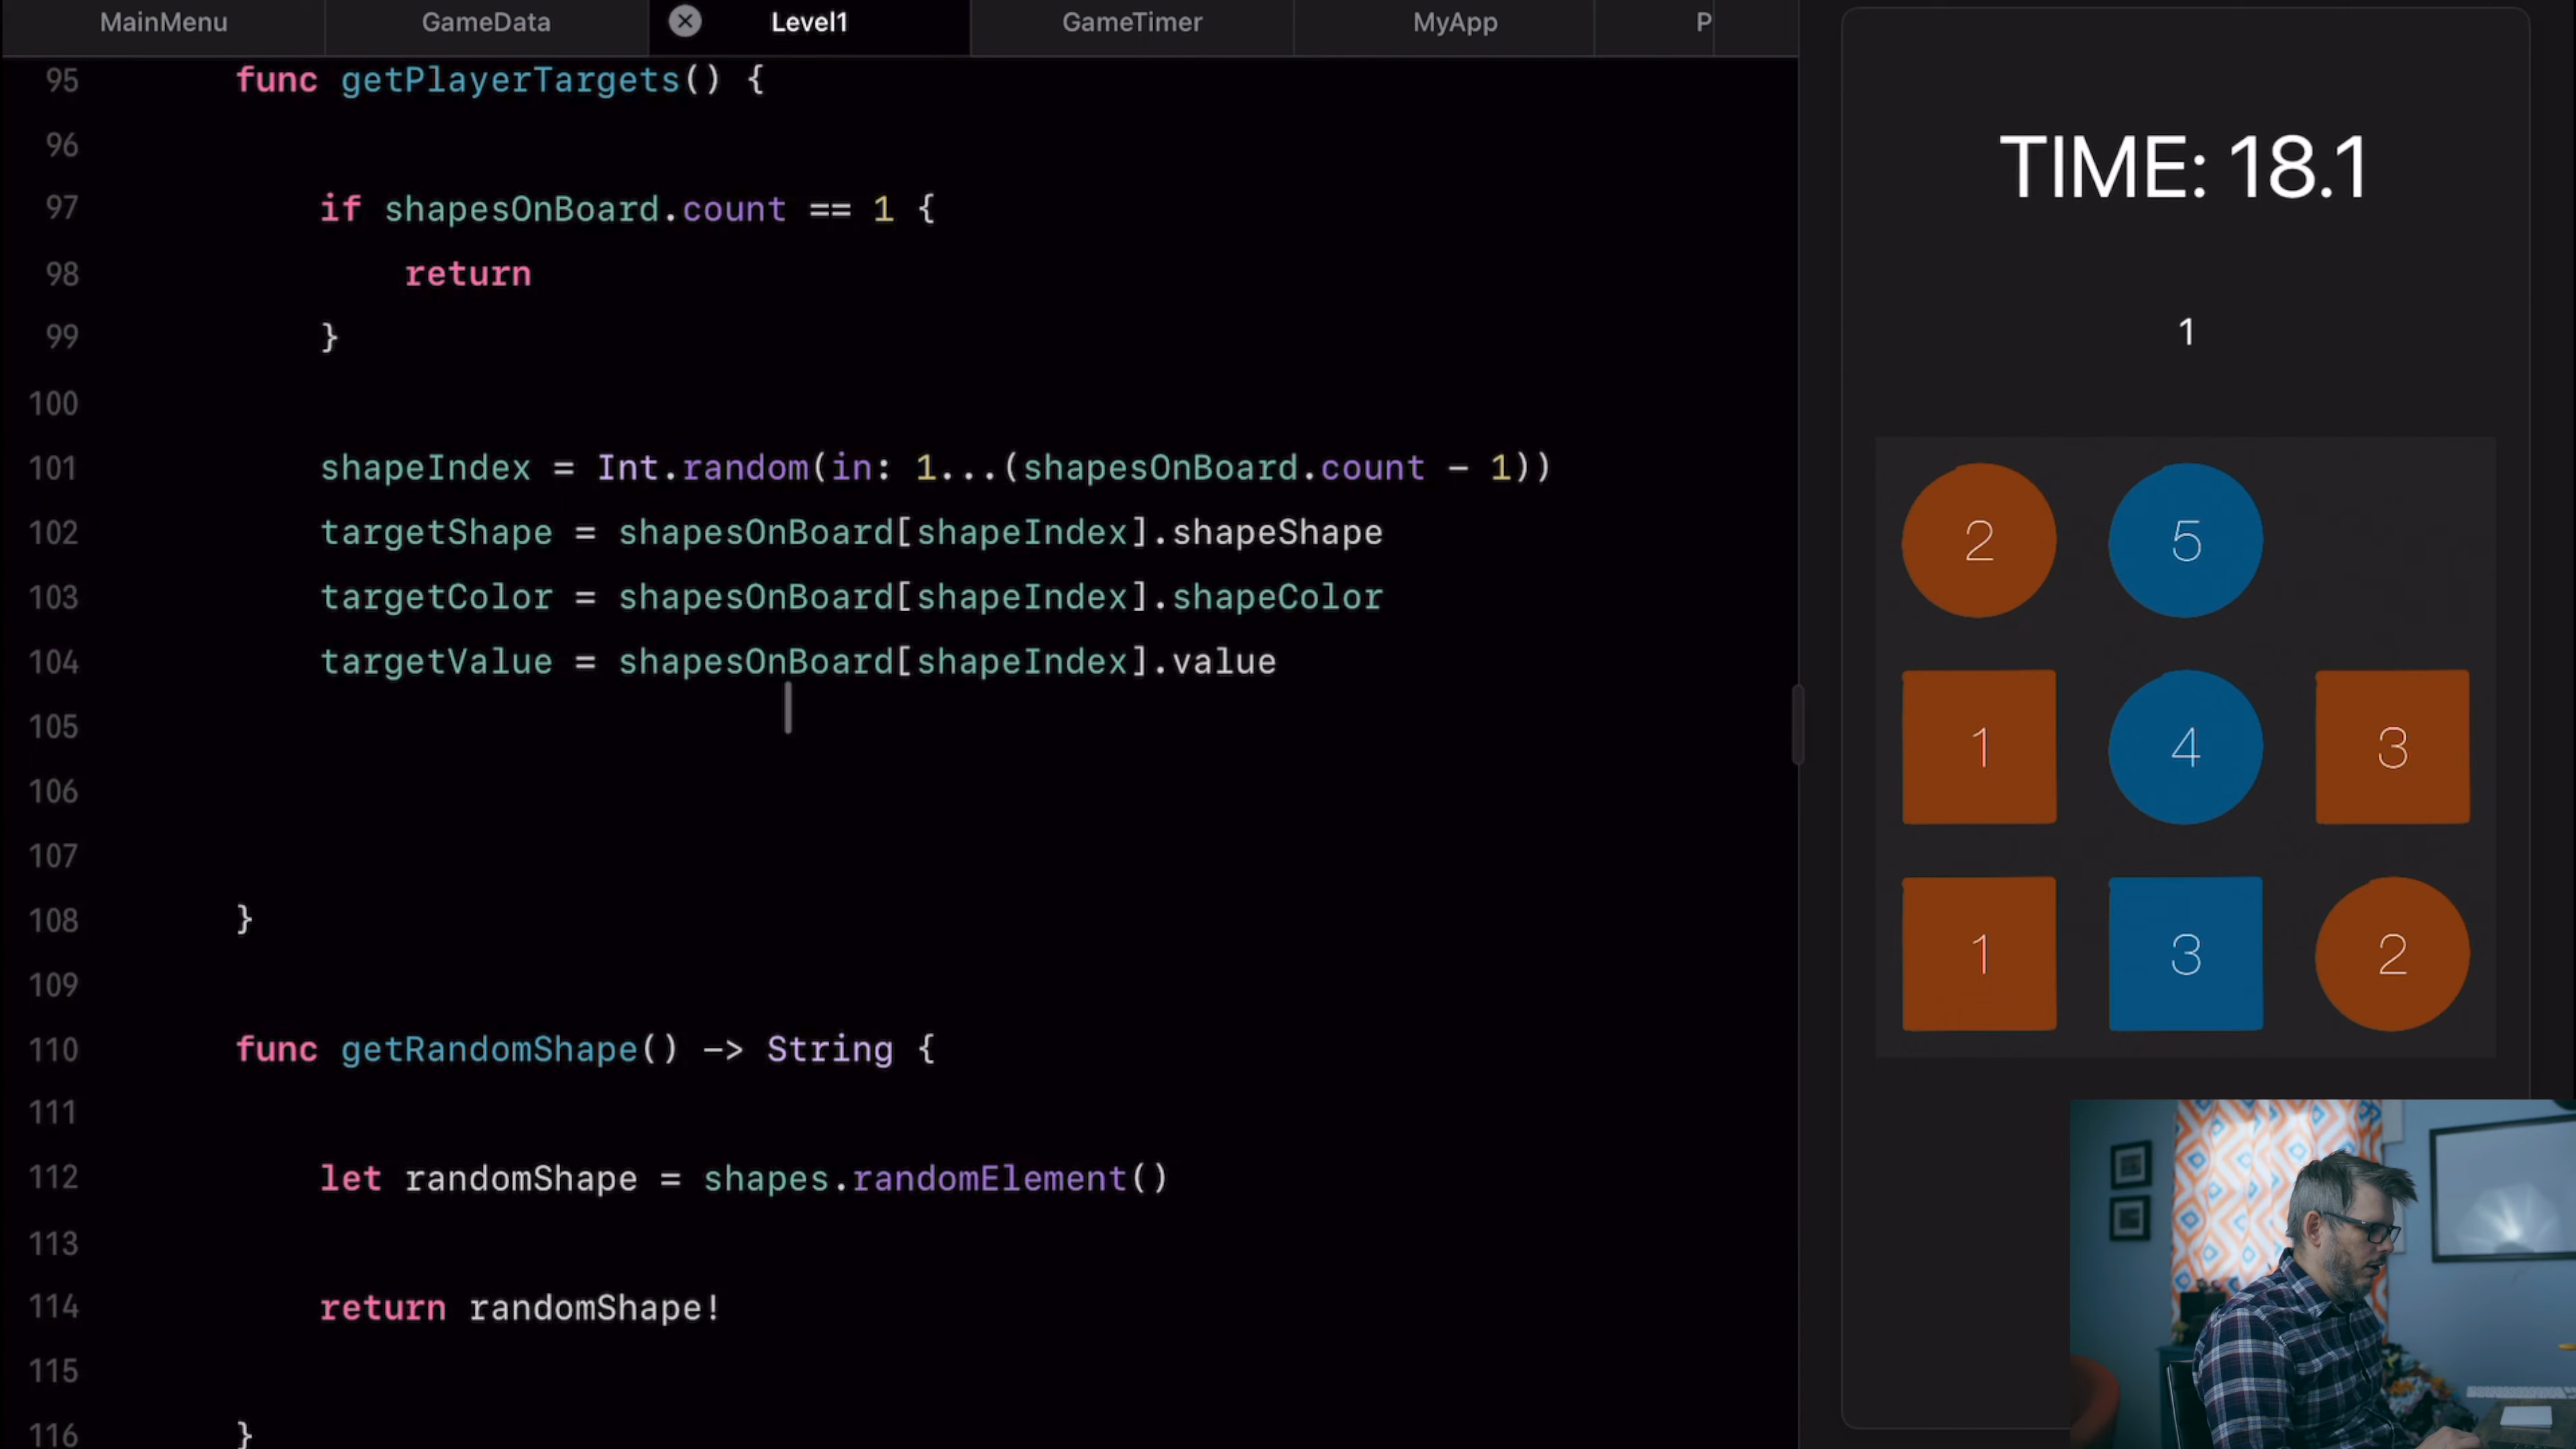 MainMenu GameData Level1 GameTimer MyApp P
95 func getPlayerTargets() {
96
97 if shapesOnBoard.count == 1 {
98 return
99 }
100
101 shapeIndex = Int.random(in: 1...(shapesOnBoard.count - 1))
102 targetShape = shapesOnBoard[shapeIndex].shapeShape
103 targetColor = shapesOnBoard[shapeIndex].shapeColor
104 targetValue = shapesOnBoard[shapeIndex].value
105
106
107
108 }
109
110 func getRandomShape() -> String {
111
112 let randomShape = shapes.randomElement()
113
114 return randomShape!
115
116 }
TIME: 18.1
1
2 5
1 4 3
1 3 2